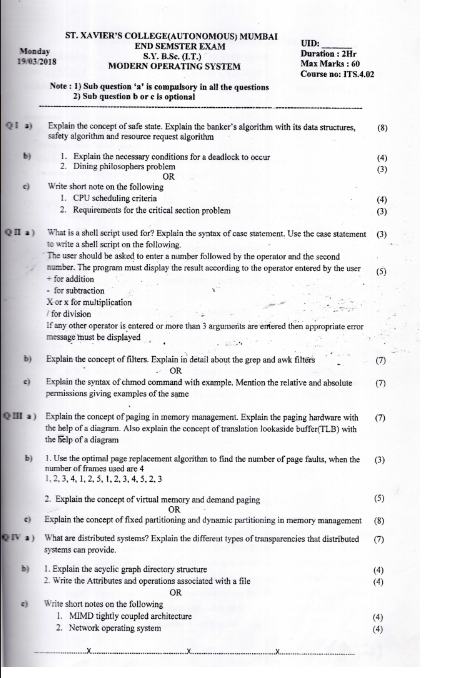 ST. XAVIER'S COLLEGE(AUTONOMOUS) MUMBAI
END SEMSTER EXAM
S.Y. B.Sc. (I.T.)
MODERN OPERATING SYSTEM
Monday
19/03/2018
UID: ______
Duration : 2Hr
Max Marks : 60
Course no: ITS.4.02
Note : 1) Sub question 'a' is compulsory in all the questions
2) Sub question b or c is optional
Q I a) Explain the concept of safe state. Explain the banker's algorithm with its data structures, (8)
safety algorithm and resource request algorithm
b) 1. Explain the necessary conditions for a deadlock to occur (4)
2. Dining philosophers problem (3)
OR
c) Write short note on the following
1. CPU scheduling criteria (4)
2. Requirements for the critical section problem (3)
Q II a ) What is a shell script used for? Explain the syntax of case statement. Use the case statement (3)
to write a shell script on the following.
The user should be asked to enter a number followed by the operator and the second
number. The program must display the result according to the operator entered by the user (5)
+ for addition
- for subtraction
X or x for multiplication
/ for division
If any other operator is entered or more than 3 arguments are entered then appropriate error
message must be displayed
b) Explain the concept of filters. Explain in detail about the grep and awk filters (7)
OR
c) Explain the syntax of chmod command with example. Mention the relative and absolute (7)
permissions giving examples of the same
Q III a ) Explain the concept of paging in memory management. Explain the paging hardware with (7)
the help of a diagram. Also explain the concept of translation lookaside buffer(TLB) with
the help of a diagram
b) 1. Use the optimal page replacement algorithm to find the number of page faults, when the (3)
number of frames used are 4
1, 2, 3, 4, 1, 2, 5, 1, 2, 3, 4, 5, 2, 3
2. Explain the concept of virtual memory and demand paging (5)
OR
c) Explain the concept of fixed partitioning and dynamic partitioning in memory management (8)
Q IV a ) What are distributed systems? Explain the different types of transparencies that distributed (7)
systems can provide.
b) 1. Explain the acyclic graph directory structure (4)
2. Write the Attributes and operations associated with a file (4)
OR
c) Write short notes on the following
1. MIMD tightly coupled architecture (4)
2. Network operating system (4)
..................X..............................X..............................X..........................